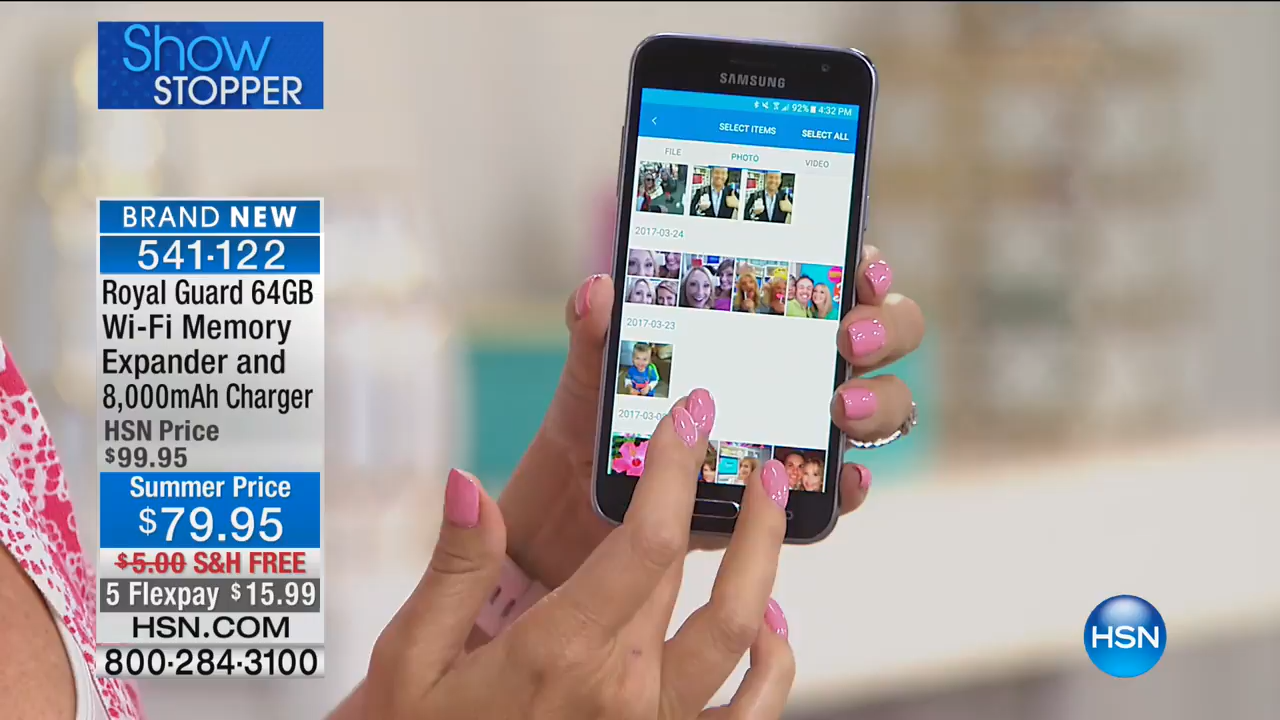 Show
STOPPER
BRAND NEW
541·122
Royal Guard 64GB
Wi-Fi Memory
Expander and
8,000mAh Charger
HSN Price
$99.95
Summer Price
$79.95
$5.00 S&H FREE
5 Flexpay $15.99
HSN.COM
800·284·3100
SAMSUNG
92% 4:32 PM
SELECT ITEMS SELECT ALL
FILE PHOTO VIDEO
2017-03-24
2017-03-23
HSN